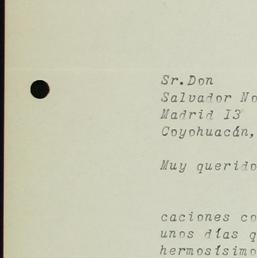 Sr.Don
Salvador No
Madrid I3
Coyohuacán,
Muy querido
caciones co
unos días q
hermosísimo